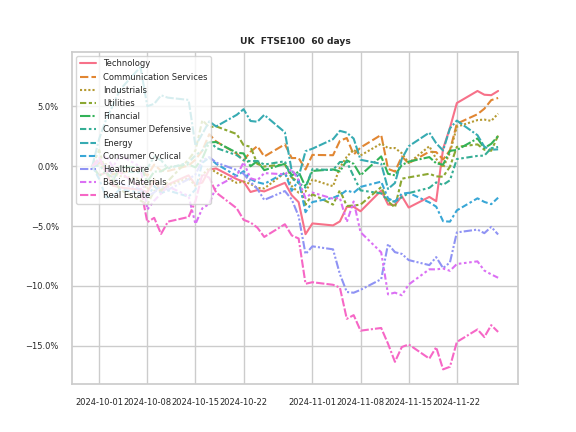 UK  FTSE100  60 days
Technology
Communication Services
Industrials
Utilities
Financial
Consumer Defensive
Energy
Consumer Cyclical
Healthcare
Basic Materials
Real Estate
5.0%
0.0%
−5.0%
−10.0%
−15.0%
2024-10-01 2024-10-08 2024-10-15 2024-10-22 2024-11-01 2024-11-08 2024-11-15 2024-11-22